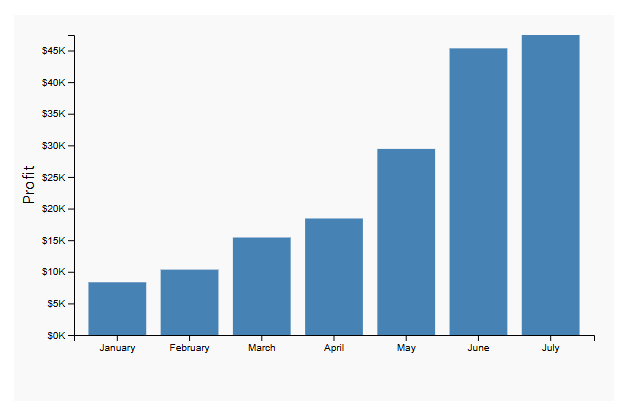 $45K
$40K
$35K
$30K
$25K
$20K
$15K
$10K
$5K
$0K
Profit
January February March April May June July